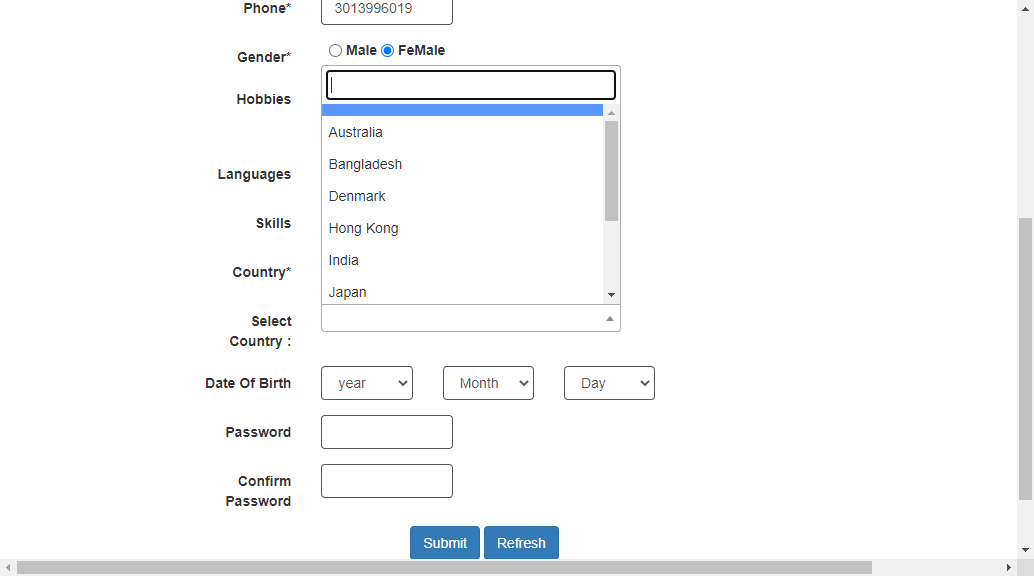 Phone*
3013996019
Gender*
Male
FeMale
Hobbies
Australia
Bangladesh
Languages
Denmark
Skills
Hong Kong
India
Country*
Japan
Select
Country :
Date Of Birth
year
Month
Day
Password
Confirm
Password
Submit
Refresh